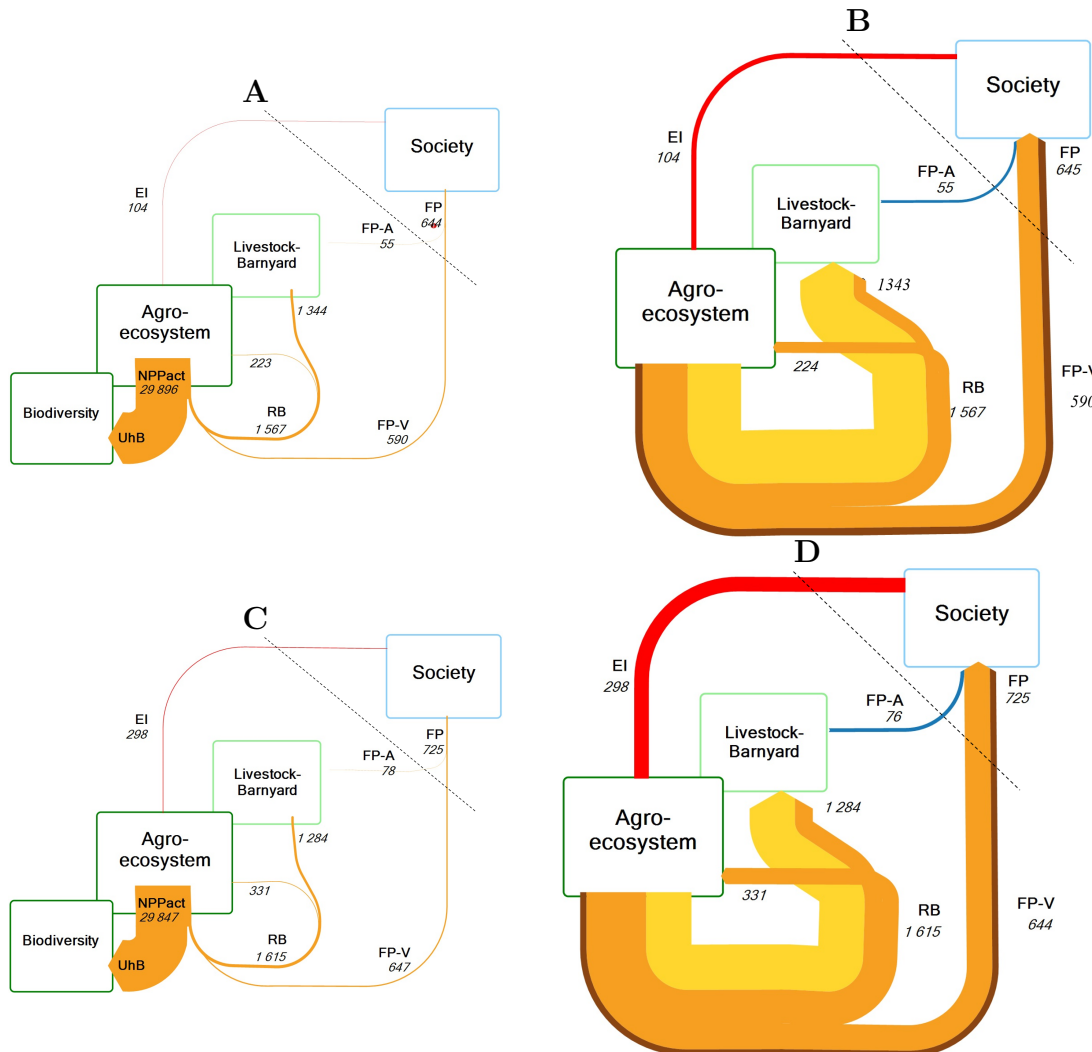 A
Society
EI
104
FP
644
FP-A
55
Livestock-
Barnyard
1 344
Agro-
ecosystem
223
NPPact
29 896
Biodiversity
UhB
RB
1 567
FP-V
590
B
Society
EI
104
FP
645
FP-A
55
Livestock-
Barnyard
1343
Agro-
ecosystem
224
RB
1 567
FP-V
590
C
Society
EI
298
FP
725
FP-A
78
Livestock-
Barnyard
1 284
Agro-
ecosystem
331
NPPact
29 847
Biodiversity
UhB
RB
1 615
FP-V
647
D
Society
EI
298
FP
725
FP-A
76
Livestock-
Barnyard
1 284
Agro-
ecosystem
331
RB
1 615
FP-V
644